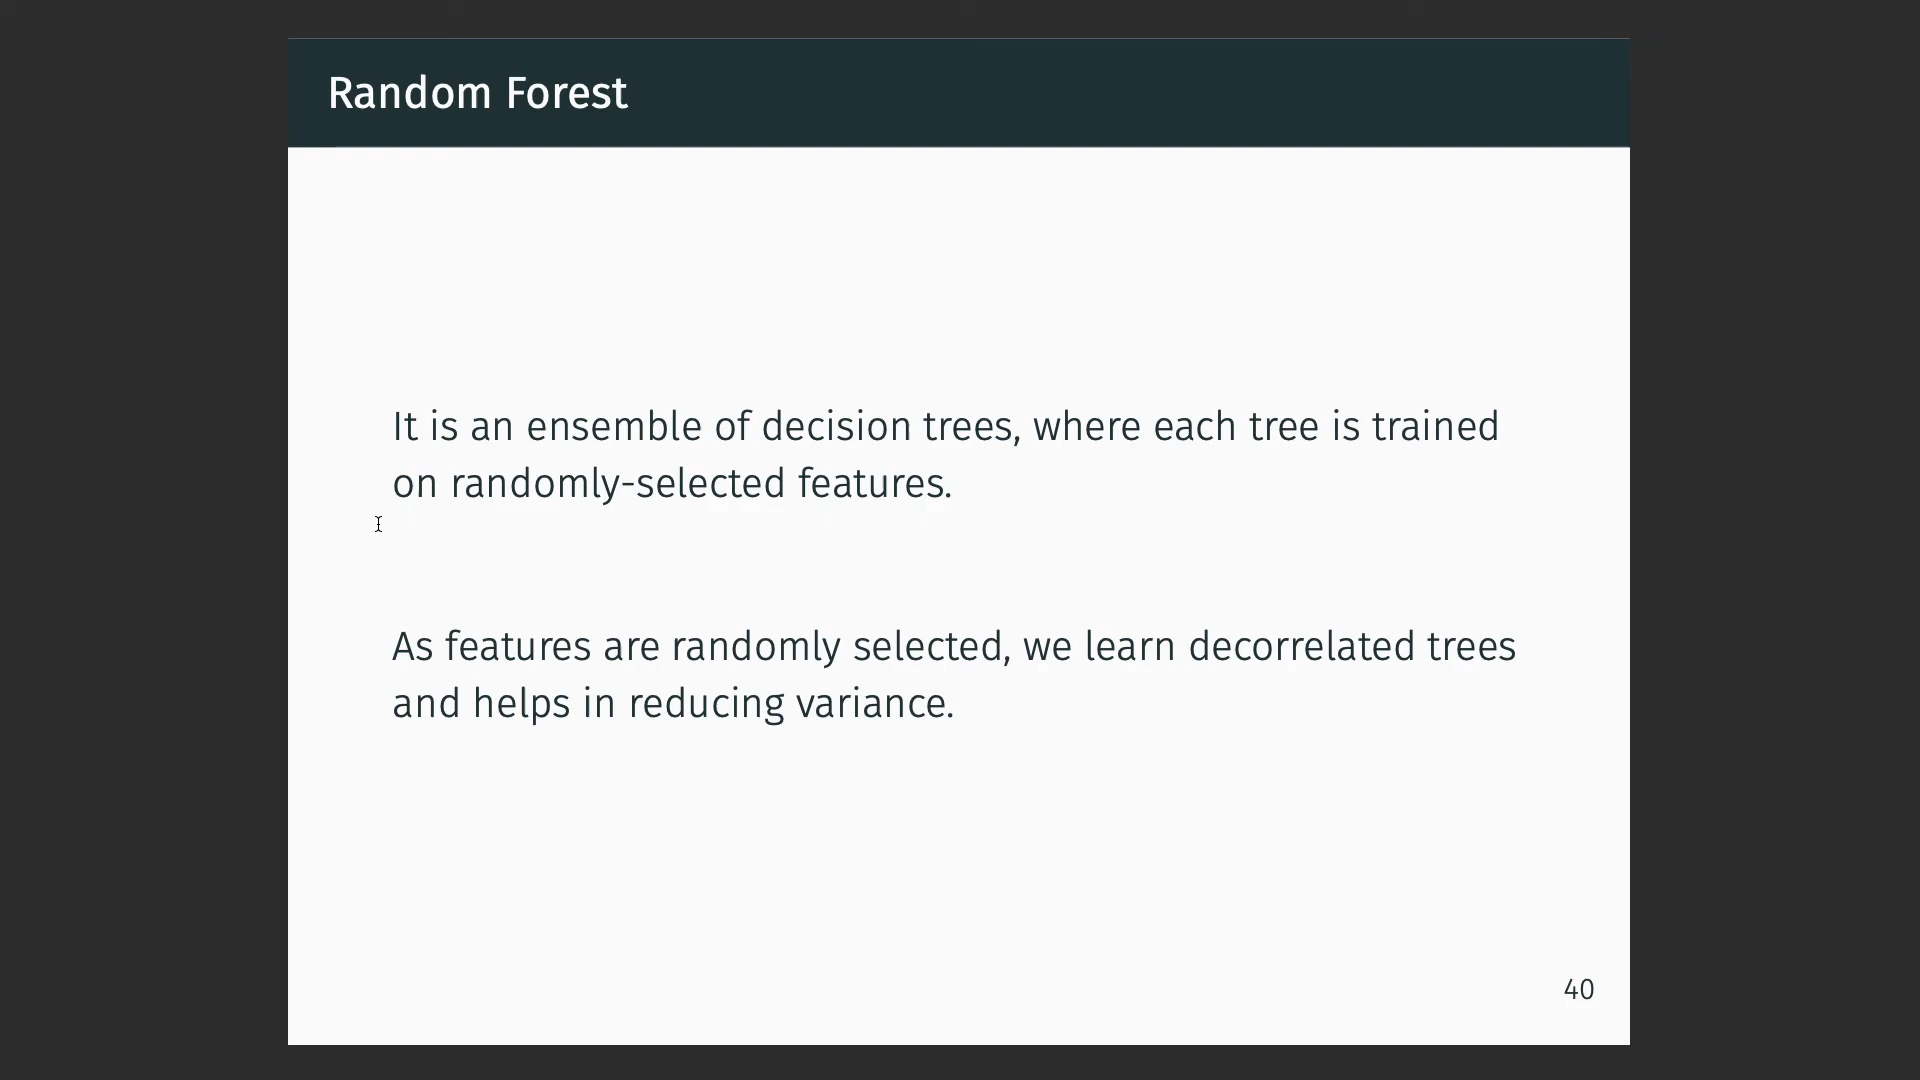 Random Forest
It is an ensemble of decision trees, where each tree is trained
on randomly-selected features.
As features are randomly selected, we learn decorrelated trees
and helps in reducing variance.
40